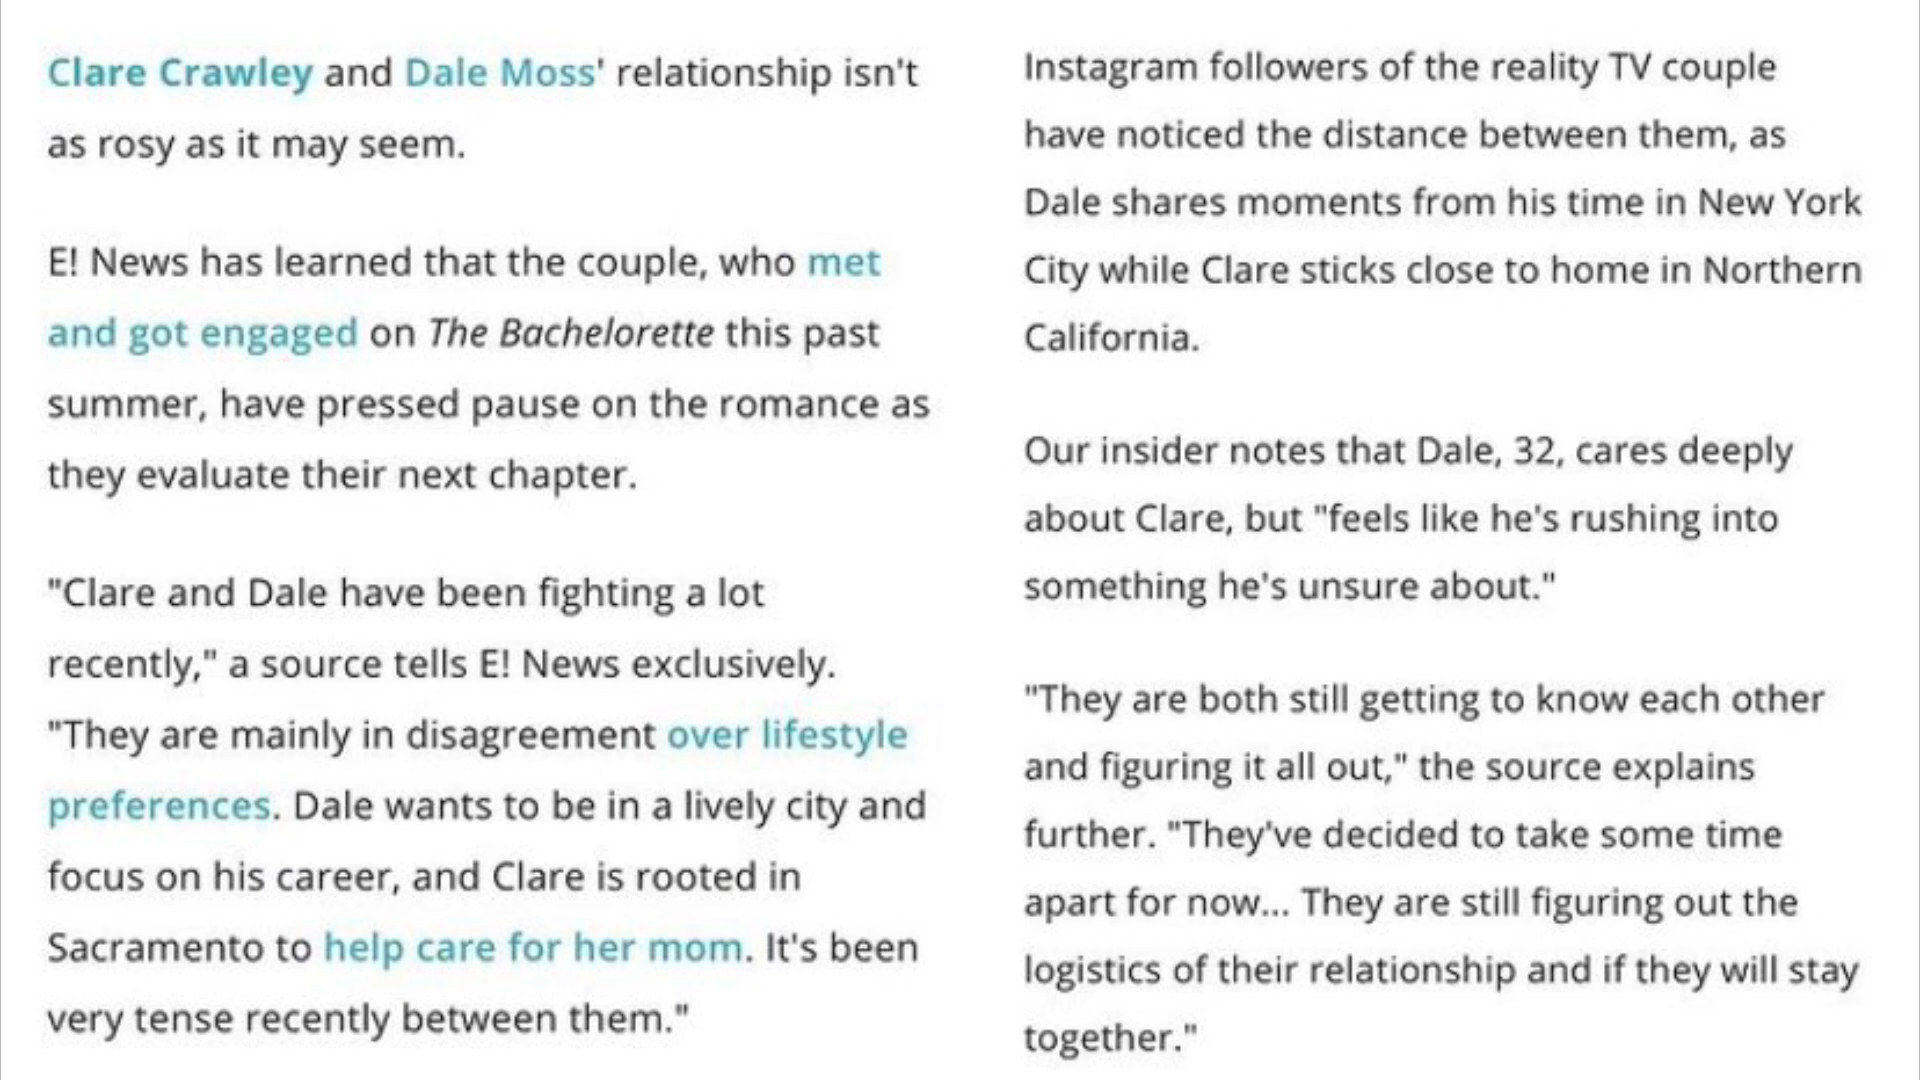 Clare Crawley and Dale Moss' relationship isn't
as rosy as it may seem.
E! News has learned that the couple, who met
and got engaged on The Bachelorette this past
summer, have pressed pause on the romance as
they evaluate their next chapter.
"Clare and Dale have been fighting a lot
recently," a source tells E! News exclusively.
"They are mainly in disagreement over lifestyle
preferences. Dale wants to be in a lively city and
focus on his career, and Clare is rooted in
Sacramento to help care for her mom. It's been
very tense recently between them."
Instagram followers of the reality TV couple
have noticed the distance between them, as
Dale shares moments from his time in New York
City while Clare sticks close to home in Northern
California.
Our insider notes that Dale, 32, cares deeply
about Clare, but "feels like he's rushing into
something he's unsure about."
"They are both still getting to know each other
and figuring it all out," the source explains
further. "They've decided to take some time
apart for now... They are still figuring out the
logistics of their relationship and if they will stay
together."